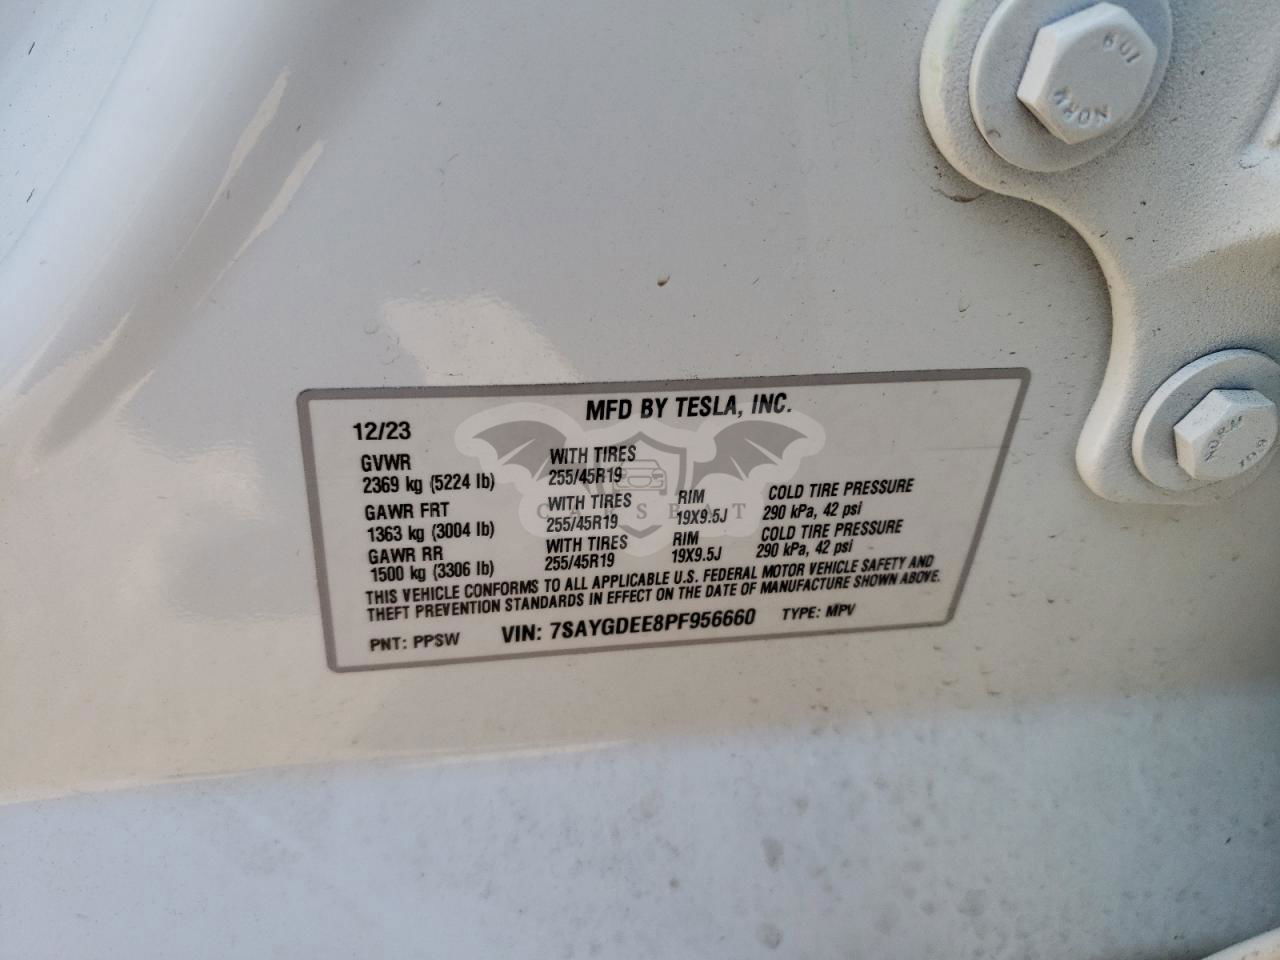 MFD BY TESLA, INC.
12/23
GVWR WITH TIRES
2369 kg (5224 lb) 255/45R19
GAWR FRT WITH TIRES RIM COLD TIRE PRESSURE
1363 kg (3004 lb) 255/45R19 19X9.5J 290 kPa, 42 psi
GAWR RR WITH TIRES RIM COLD TIRE PRESSURE
1500 kg (3306 lb) 255/45R19 19X9.5J 290 kPa, 42 psi
THIS VEHICLE CONFORMS TO ALL APPLICABLE U.S. FEDERAL MOTOR VEHICLE SAFETY AND
THEFT PREVENTION STANDARDS IN EFFECT ON THE DATE OF MANUFACTURE SHOWN ABOVE.
PNT: PPSW VIN: 7SAYGDEE8PF956660 TYPE: MPV
CARSBAT
10.9